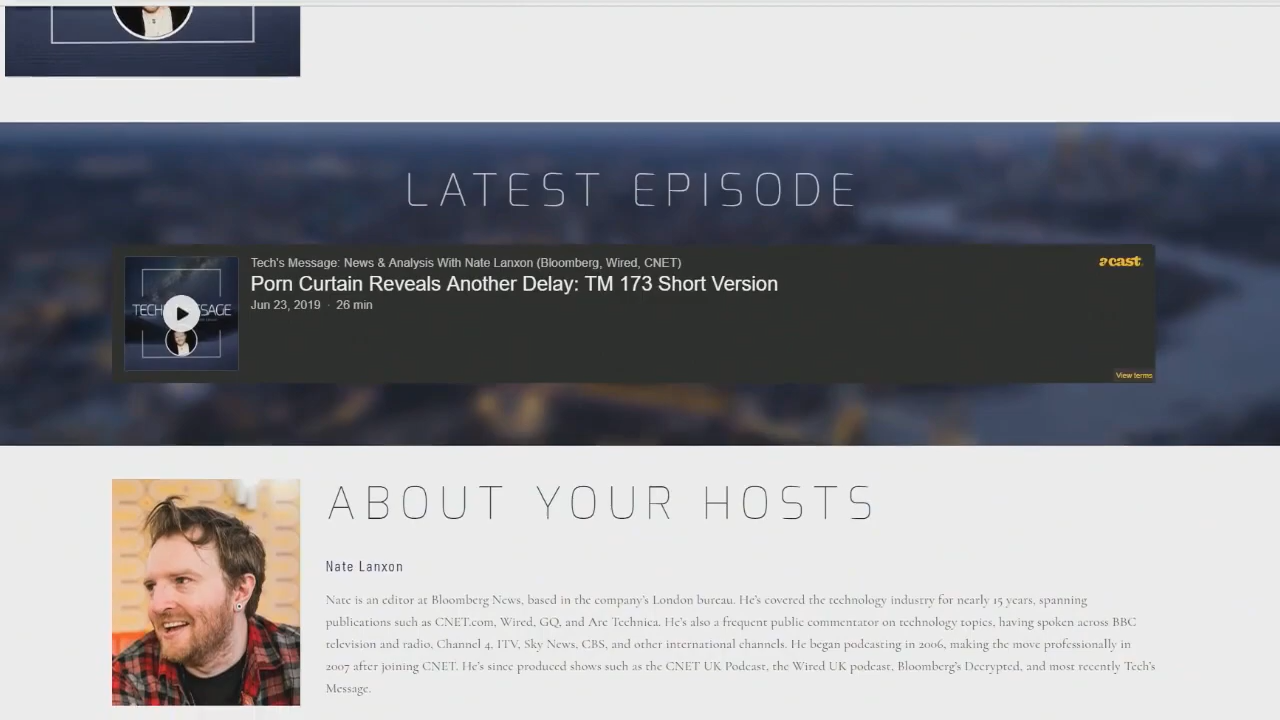 LATEST EPISODE
Tech's Message: News & Analysis With Nate Lanxon (Bloomberg, Wired, CNET)
acast
Porn Curtain Reveals Another Delay: TM 173 Short Version
Jun 23, 2019 · 26 min
TECH SAGE
View terms
ABOUT YOUR HOSTS
Nate Lanxon
Nate is an editor at Bloomberg News, based in the company's London bureau. He's covered the technology industry for nearly 15 years, spanning
publications such as CNET.com, Wired, GQ, and Arc Technica. He's also a frequent public commentator on technology topics, having spoken across BBC
television and radio, Channel 4, ITV, Sky News, CBS, and other international channels. He began podcasting in 2006, making the move professionally in
2007 after joining CNET. He's since produced shows such as the CNET UK Podcast, the Wired UK podcast, Bloomberg's Decrypted, and most recently Tech's
Message.